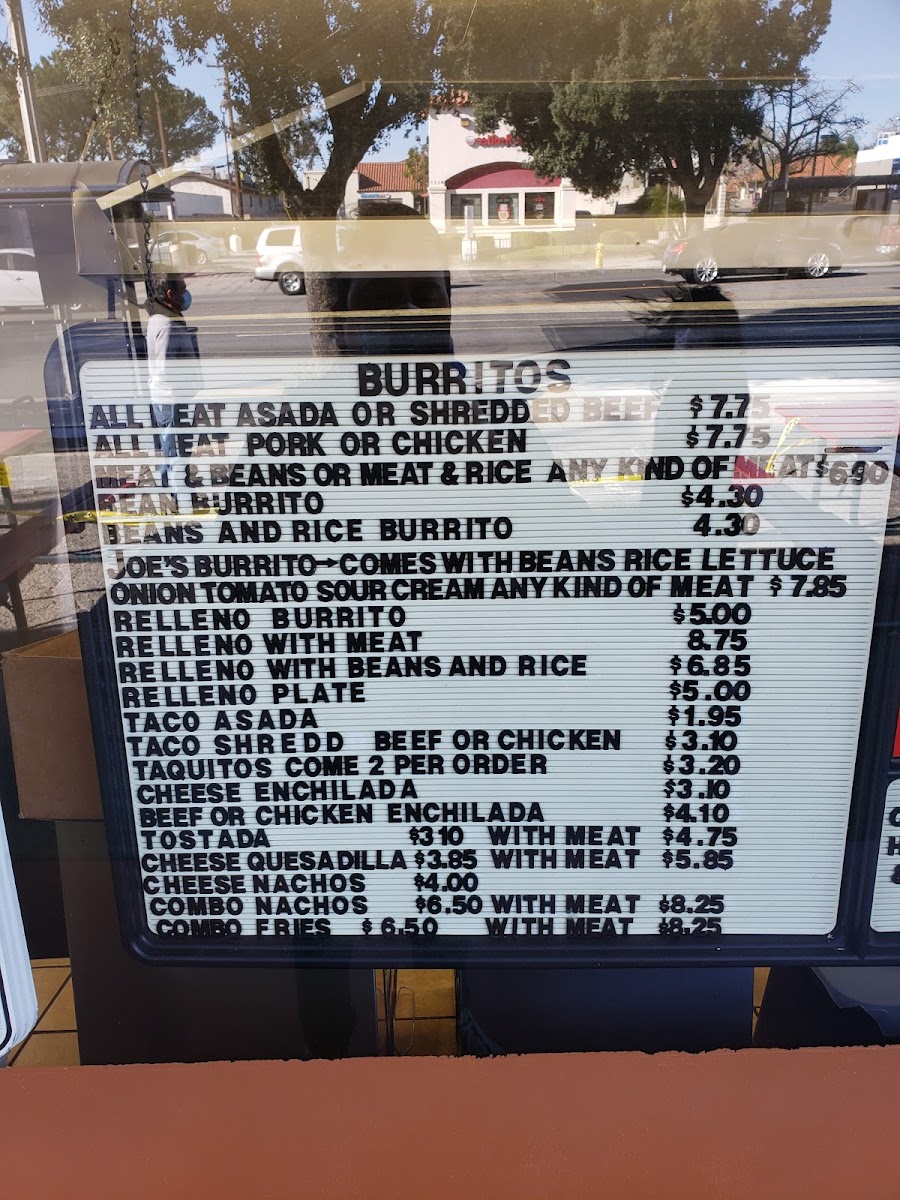 BURRITOS
ALL MEAT ASADA OR SHREDDED BEEF $7.75
ALL MEAT PORK OR CHICKEN $7.75
MEAT & BEANS OR MEAT & RICE ANY KIND OF MEAT $6.90
BEAN BURRITO $4.30
BEANS AND RICE BURRITO 4.30
JOE'S BURRITO→COMES WITH BEANS RICE LETTUCE
ONION TOMATO SOUR CREAM ANY KIND OF MEAT $7.85
RELLENO BURRITO $5.00
RELLENO WITH MEAT 8.75
RELLENO WITH BEANS AND RICE $6.85
RELLENO PLATE $5.00
TACO ASADA $1.95
TACO SHREDD BEEF OR CHICKEN $3.10
TAQUITOS COME 2 PER ORDER $3.20
CHEESE ENCHILADA $3.10
BEEF OR CHICKEN ENCHILADA $4.10
TOSTADA $3 10 WITH MEAT $4.75
CHEESE QUESADILLA $3.85 WITH MEAT $5.85
CHEESE NACHOS $4.00
COMBO NACHOS $6.50 WITH MEAT $8.25
COMBO FRIES $6.50 WITH MEAT $8.25